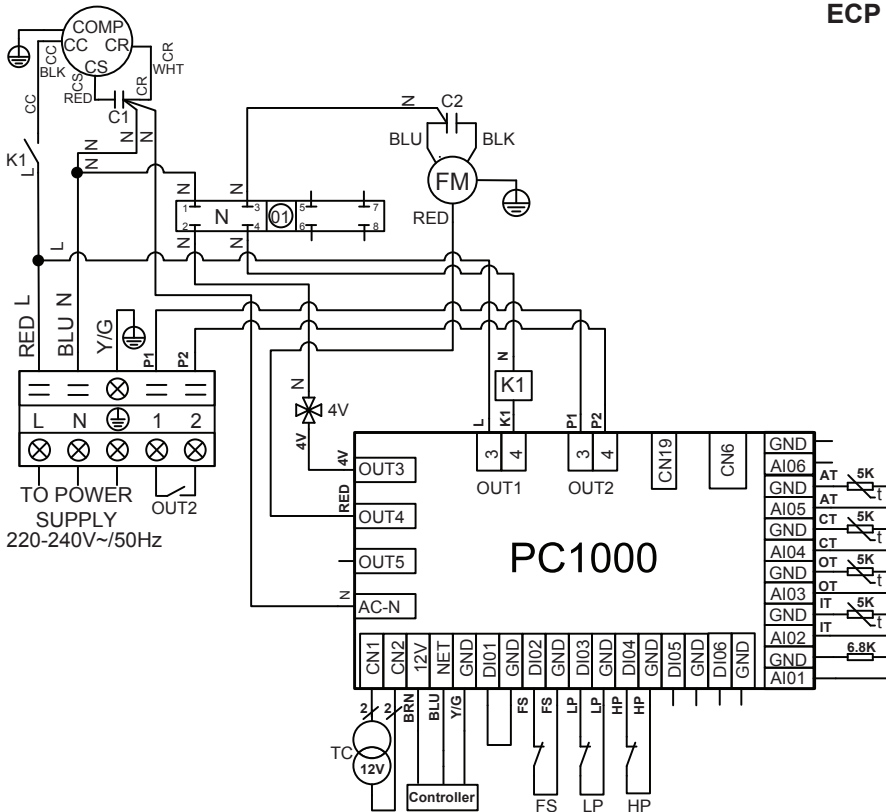 ECP
COMP
CC CR
CS
CC
BLK
CR
WHT
CS
RED
CR
C1
CC
K1
L
N
N
N
N
N
N
C2
BLU
BLK
FM
RED
N
N
1
3
5
7
N
01
2
4
6
8
N
N
L
RED L
BLU N
Y/G
P1
P2
L
N
1
2
TO POWER
SUPPLY
220-240V~/50Hz
OUT2
N
4V
4V
N
K1
L
K1
P1
P2
3
4
OUT1
3
4
OUT2
CN19
CN6
4V
OUT3
RED
OUT4
OUT5
N
AC-N
PC1000
GND
AI06
GND
AI05
GND
AI04
GND
AI03
GND
AI02
GND
AI01
AT
5K
t
AT
CT
5K
t
CT
OT
5K
t
OT
IT
5K
t
IT
6.8K
CN1
CN2
12V
NET
GND
DI01
GND
DI02
GND
DI03
GND
DI04
GND
DI05
GND
DI06
GND
2
2
BRN
BLU
Y/G
FS
FS
LP
LP
HP
HP
TC
12V
Controller
FS
LP
HP